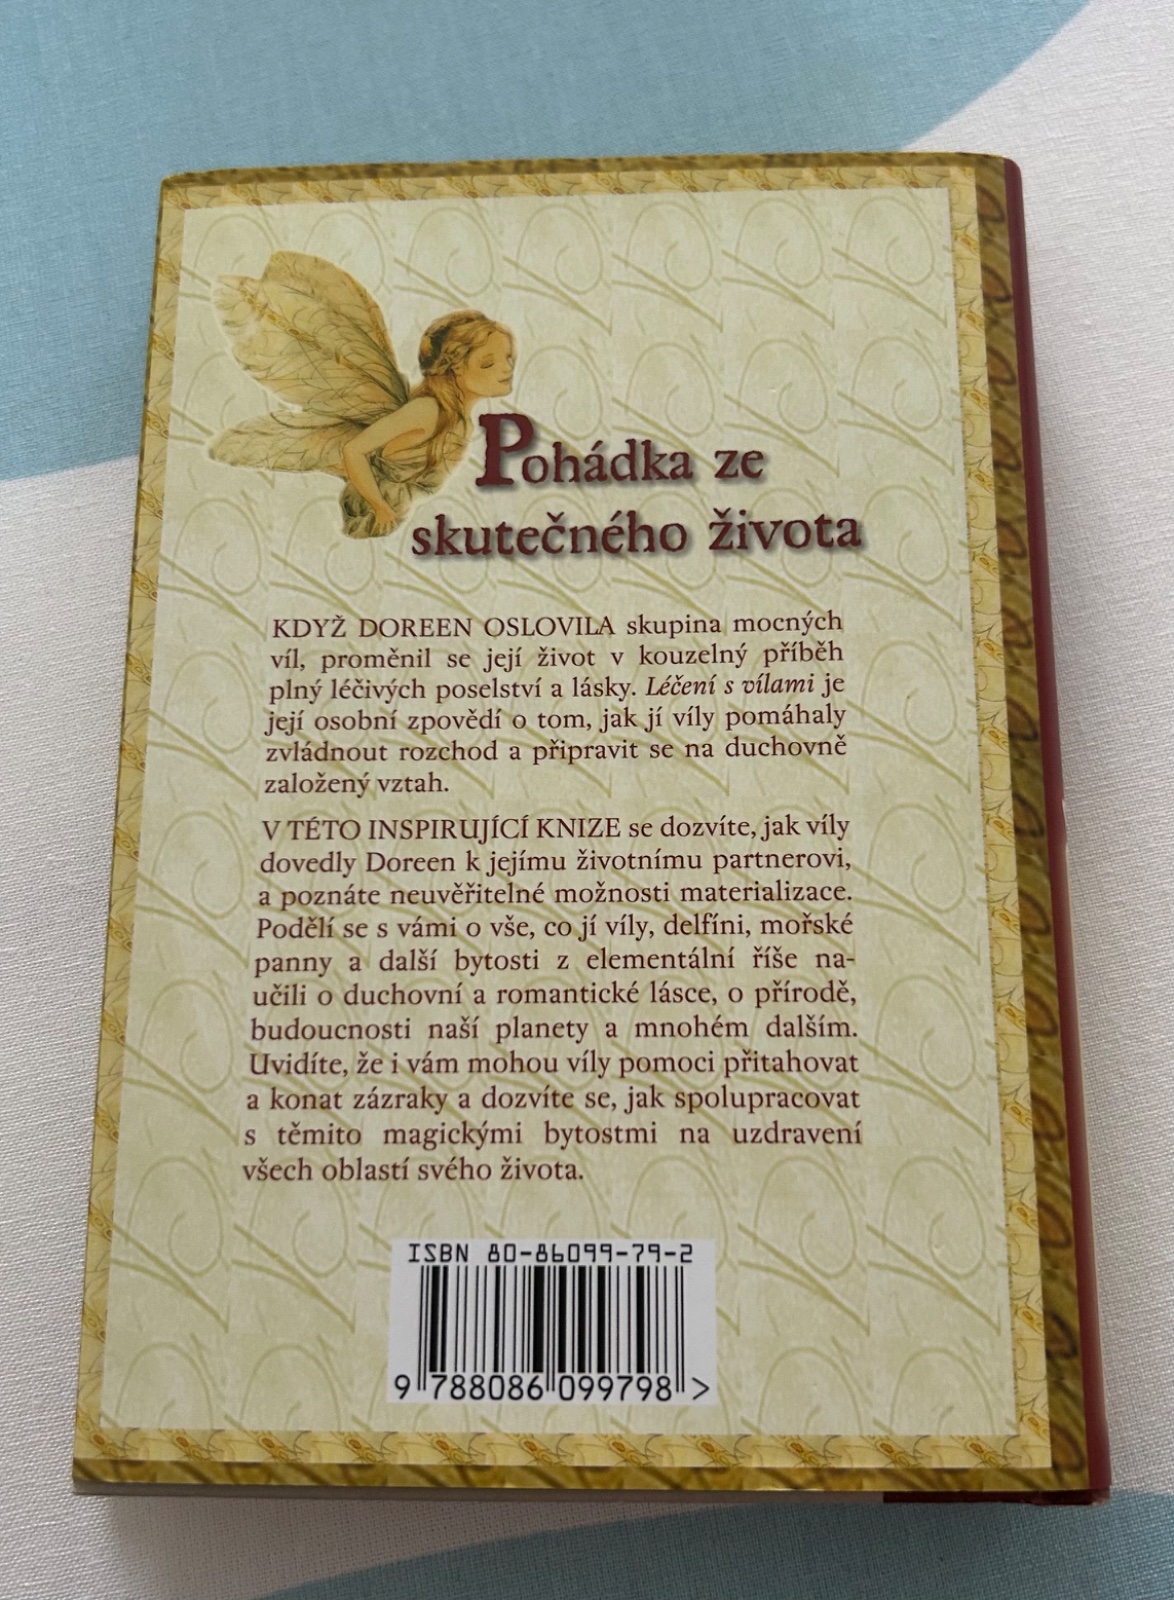 Pohádka ze
skutečného života
KDYŽ DOREEN OSLOVILA skupina mocných
víl, proměnil se její život v kouzelný příběh
plný léčivých poselství a lásky. Léčení s vílami je
její osobní zpovědí o tom, jak jí víly pomáhaly
zvládnout rozchod a připravit se na duchovně
založený vztah.
V TÉTO INSPIRUJÍCÍ KNIZE se dozvíte, jak víly
dovedly Doreen k jejímu životnímu partnerovi,
a poznáte neuvěřitelné možnosti materializace.
Podělí se s vámi o vše, co jí víly, delfíni, mořské
panny a další bytosti z elementální říše na-
učili o duchovní a romantické lásce, o přírodě,
budoucnosti naší planety a mnohém dalším.
Uvidíte, že i vám mohou víly pomoci přitahovat
a konat zázraky a dozvíte se, jak spolupracovat
s těmito magickými bytostmi na uzdravení
všech oblastí svého života.
ISBN 80-86099-79-2
9 788086 099798 >